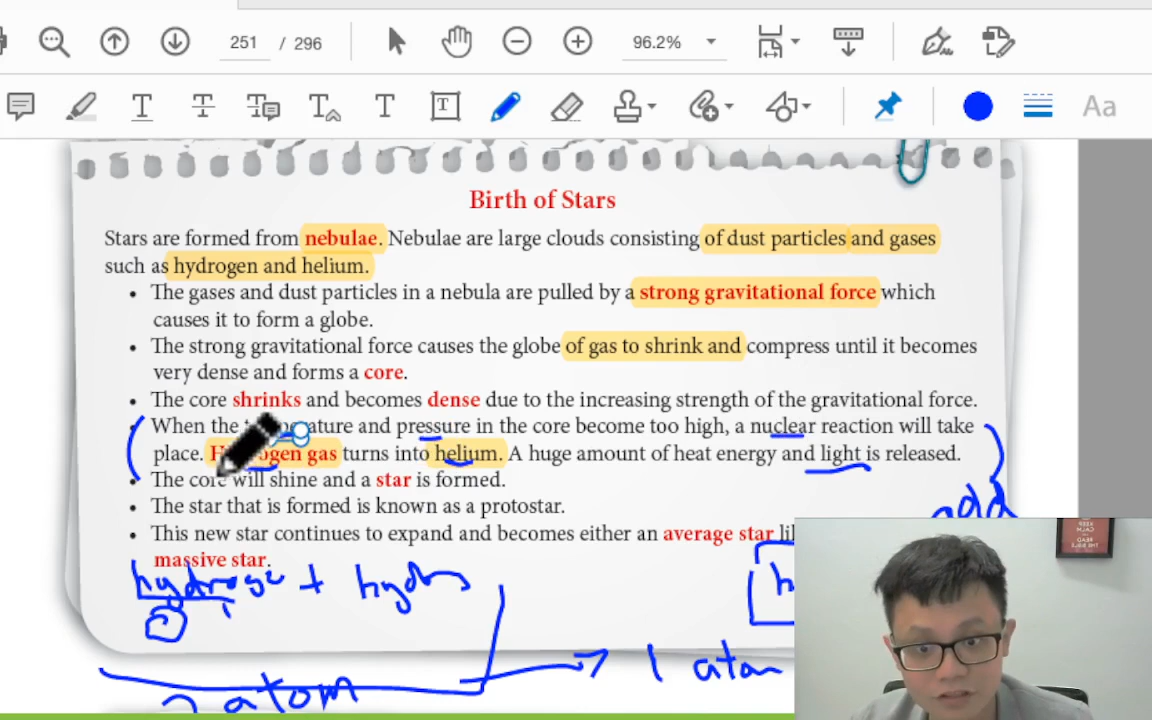 251 / 296
96.2%
T T T T T T Aa
Birth of Stars
Stars are formed from nebulae. Nebulae are large clouds consisting of dust particles and gases
such as hydrogen and helium.
• The gases and dust particles in a nebula are pulled by a strong gravitational force which
causes it to form a globe.
• The strong gravitational force causes the globe of gas to shrink and compress until it becomes
very dense and forms a core.
• The core shrinks and becomes dense due to the increasing strength of the gravitational force.
• When the and pressure in the core become too high, a nuclear reaction will take
place. gas turns into helium. A huge amount of heat energy and light is released.
• The core will shine and a star is formed.
• The star that is formed is known as a protostar.
• This new star continues to expand and becomes either an average star
massive star.
add
+
2 atom → 1 atom